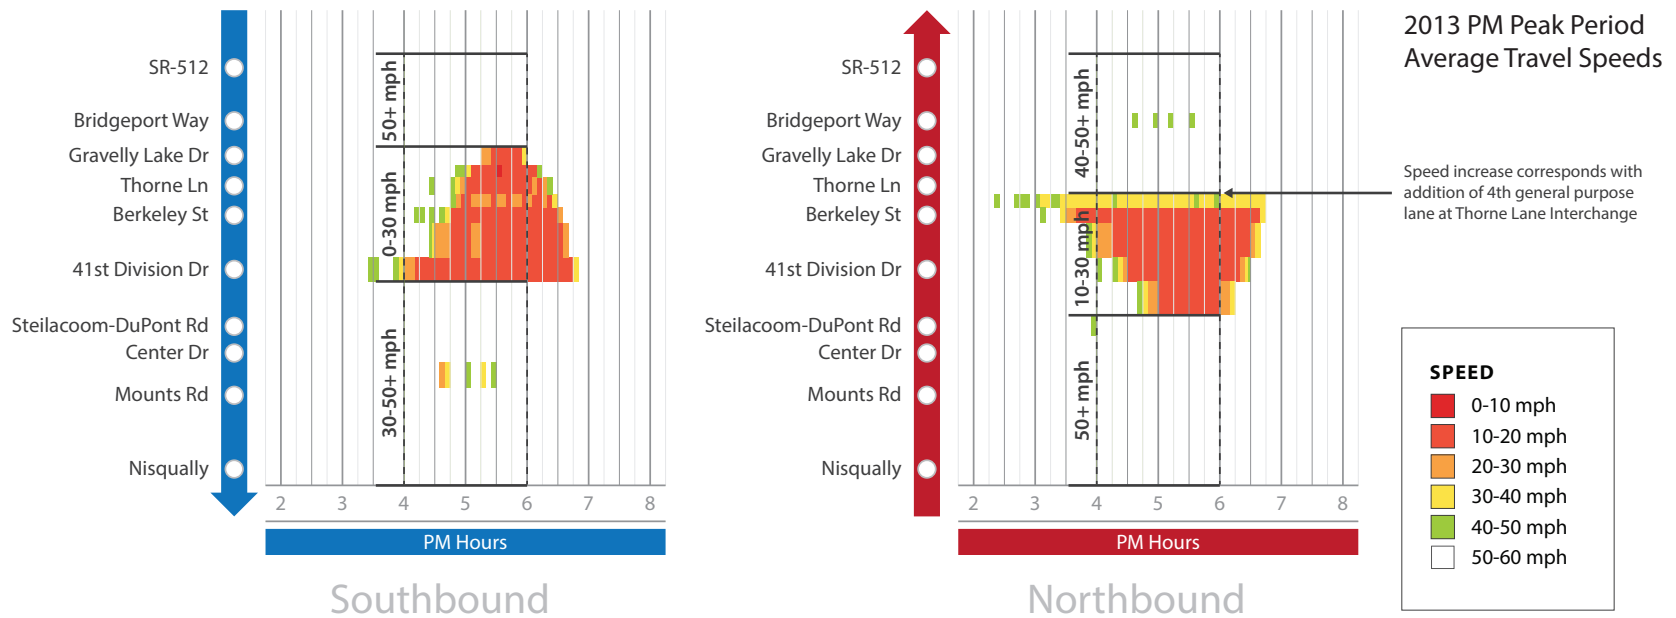 2013 PM Peak Period
Average Travel Speeds
SR-512
Bridgeport Way
Gravelly Lake Dr
Thorne Ln
Berkeley St
41st Division Dr
Steilacoom-DuPont Rd
Center Dr
Mounts Rd
Nisqually
50+ mph
0-30 mph
30-50+ mph
2 3 4 5 6 7 8
PM Hours
Southbound
SR-512
Bridgeport Way
Gravelly Lake Dr
Thorne Ln
Berkeley St
41st Division Dr
Steilacoom-DuPont Rd
Center Dr
Mounts Rd
Nisqually
40-50+ mph
10-30 mph
50+ mph
2 3 4 5 6 7 8
PM Hours
Northbound
Speed increase corresponds with
addition of 4th general purpose
lane at Thorne Lane Interchange
SPEED
0-10 mph
10-20 mph
20-30 mph
30-40 mph
40-50 mph
50-60 mph